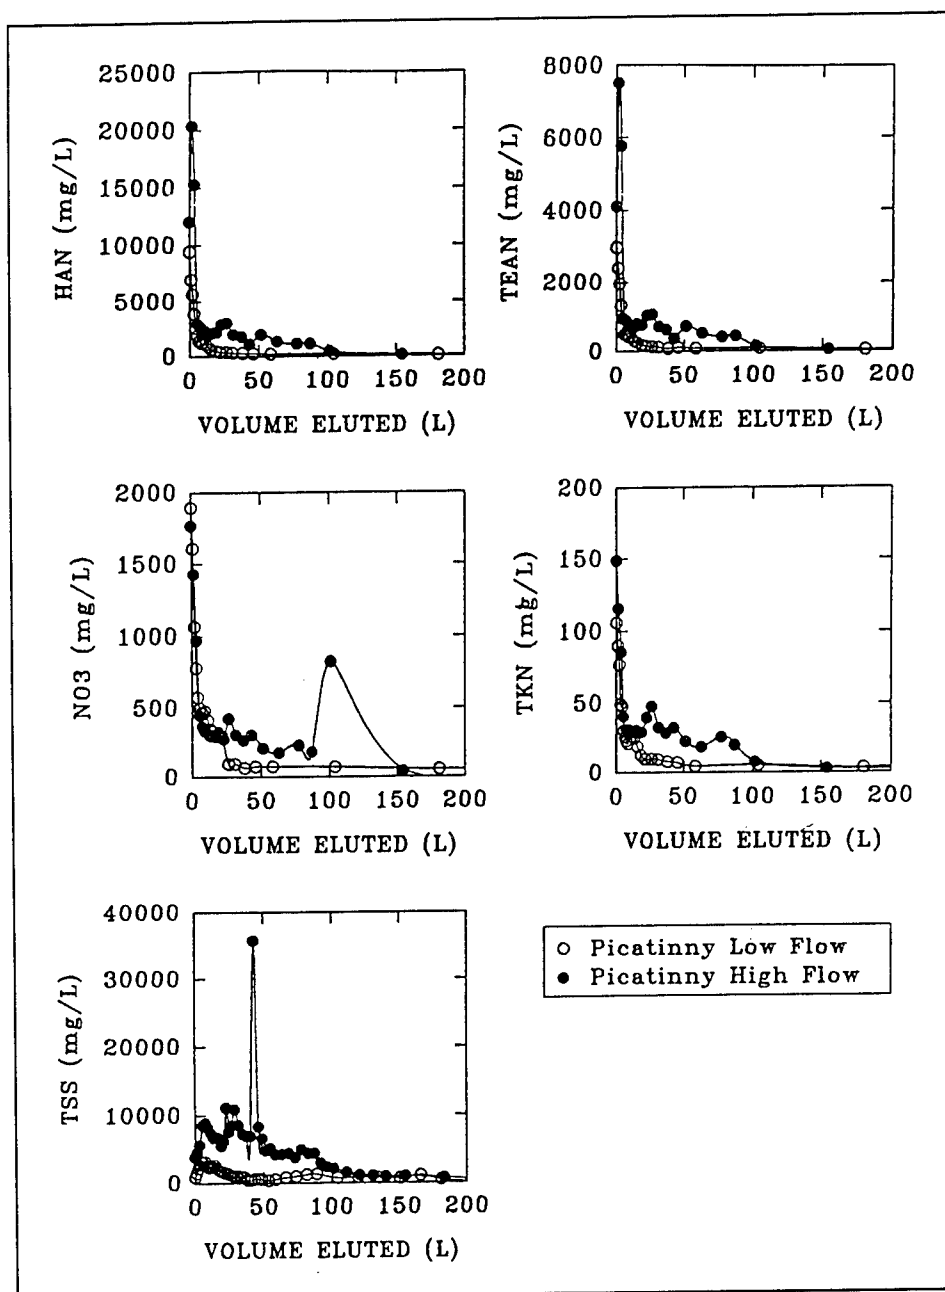 25000
20000
15000
10000
5000
0
HAN (mg/L)
0 50 100 150 200
VOLUME ELUTED (L)
8000
6000
4000
2000
0
TEAN (mg/L)
0 50 100 150 200
VOLUME ELUTED (L)
2000
1500
1000
500
0
NO3 (mg/L)
0 50 100 150 200
VOLUME ELUTED (L)
200
150
100
50
0
TKN (mg/L)
0 50 100 150 200
VOLUME ELUTED (L)
40000
30000
20000
10000
0
TSS (mg/L)
0 50 100 150 200
VOLUME ELUTED (L)
Picatinny Low Flow
Picatinny High Flow